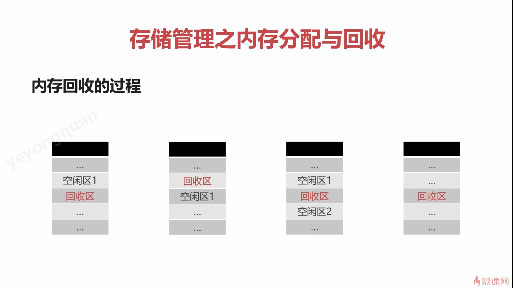 存储管理之内存分配与回收
内存回收的过程
yeyongquan
...
空闲区1
回收区
...
...
...
回收区
空闲区1
...
...
...
空闲区1
回收区
空闲区2
...
...
...
回收区
...
...
慕课网